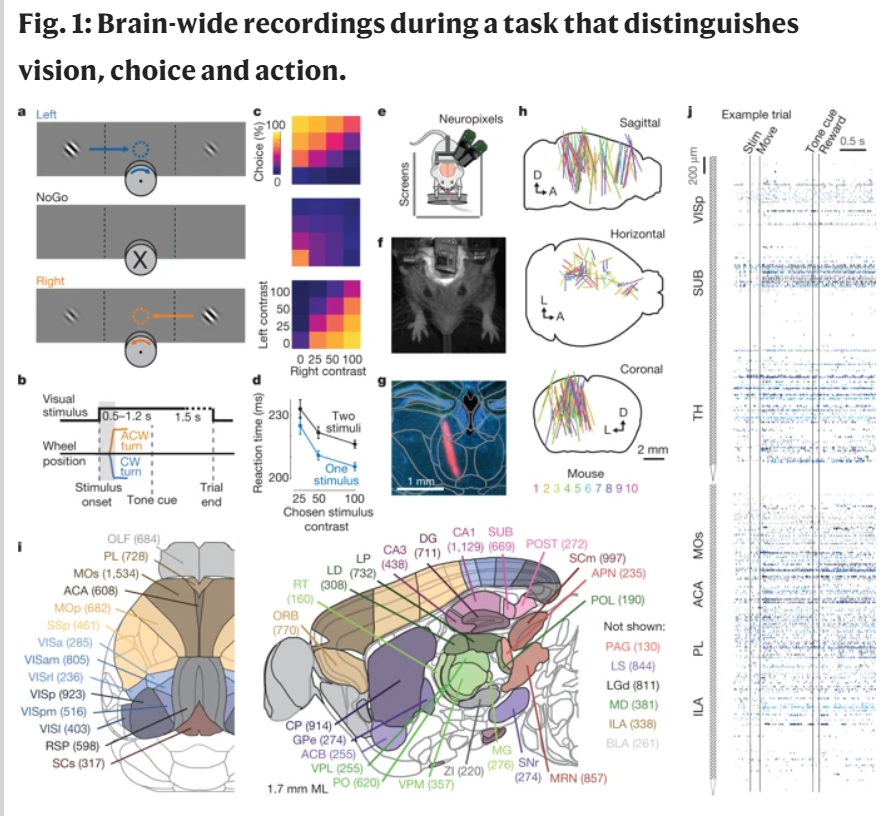 Fig. 1: Brain-wide recordings during a task that distinguishes
vision, choice and action.
a
Left
NoGo
X
Right
b
Visual
stimulus
0.5–1.2 s
1.5 s
Wheel
position
ACW
turn
CW
turn
Stimulus
onset
Tone cue
Trial
end
c
Choice (%)
100
0
Left contrast
100
50
25
0
0 25 50 100
Right contrast
d
Reaction time (ms)
230
200
Two
stimuli
One
stimulus
25 50 100
Chosen stimulus
contrast
e
Neuropixels
Screens
f
g
1 mm
h
Sagittal
D
A
Horizontal
L
A
Coronal
D
L
2 mm
Mouse
1 2 3 4 5 6 7 8 9 10
i
OLF (684)
PL (728)
MOs (1,534)
ACA (608)
MOp (682)
SSp (461)
VISa (285)
VISam (805)
VISrl (236)
VISp (923)
VISpm (516)
VISl (403)
RSP (598)
SCs (317)
ORB
(770)
RT
(160)
LD
(308)
LP
(732)
CA3
(438)
DG
(711)
CA1
(1,129)
SUB
(669)
POST (272)
SCm (997)
APN (235)
POL (190)
CP (914)
GPe (274)
ACB (255)
VPL (255)
PO (620)
VPM (357)
ZI (220)
MG
(276)
SNr
(274)
MRN (857)
1.7 mm ML
Not shown:
PAG (130)
LS (844)
LGd (811)
MD (381)
ILA (338)
BLA (261)
j
Example trial
Stim
Move
Tone cue
Reward
0.5 s
200 µm
VISp
SUB
TH
MOs
ACA
PL
ILA